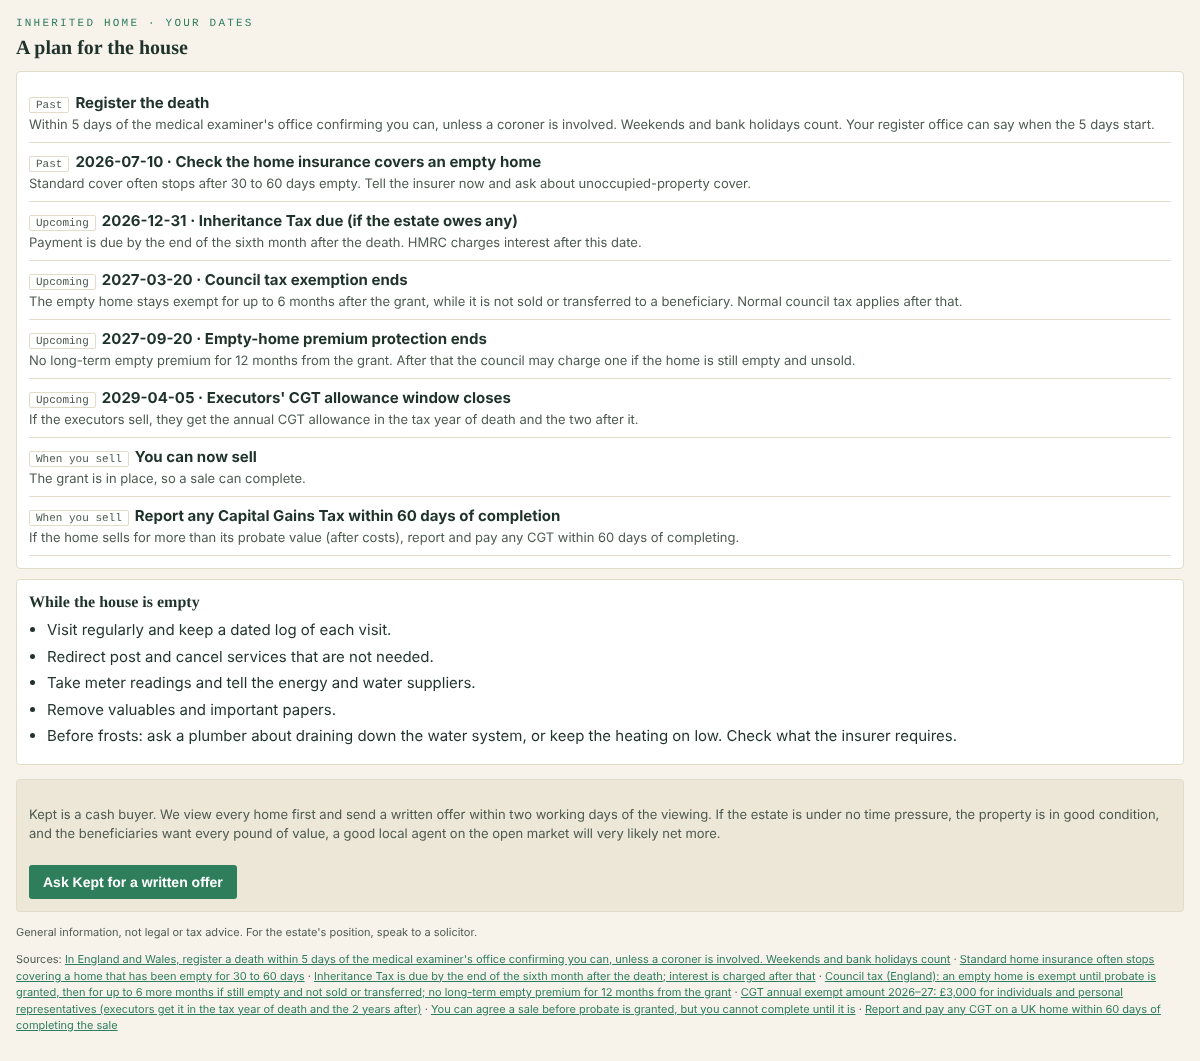 INHERITED HOME · YOUR DATES
A plan for the house
Past Register the death
Within 5 days of the medical examiner's office confirming you can, unless a coroner is involved. Weekends and bank holidays count. Your register office can say when the 5 days start.
Past 2026-07-10 · Check the home insurance covers an empty home
Standard cover often stops after 30 to 60 days empty. Tell the insurer now and ask about unoccupied-property cover.
Upcoming 2026-12-31 · Inheritance Tax due (if the estate owes any)
Payment is due by the end of the sixth month after the death. HMRC charges interest after this date.
Upcoming 2027-03-20 · Council tax exemption ends
The empty home stays exempt for up to 6 months after the grant, while it is not sold or transferred to a beneficiary. Normal council tax applies after that.
Upcoming 2027-09-20 · Empty-home premium protection ends
No long-term empty premium for 12 months from the grant. After that the council may charge one if the home is still empty and unsold.
Upcoming 2029-04-05 · Executors' CGT allowance window closes
If the executors sell, they get the annual CGT allowance in the tax year of death and the two after it.
When you sell You can now sell
The grant is in place, so a sale can complete.
When you sell Report any Capital Gains Tax within 60 days of completion
If the home sells for more than its probate value (after costs), report and pay any CGT within 60 days of completing.
While the house is empty
• Visit regularly and keep a dated log of each visit.
• Redirect post and cancel services that are not needed.
• Take meter readings and tell the energy and water suppliers.
• Remove valuables and important papers.
• Before frosts: ask a plumber about draining down the water system, or keep the heating on low. Check what the insurer requires.
Kept is a cash buyer. We view every home first and send a written offer within two working days of the viewing. If the estate is under no time pressure, the property is in good condition,
and the beneficiaries want every pound of value, a good local agent on the open market will very likely net more.
Ask Kept for a written offer
General information, not legal or tax advice. For the estate's position, speak to a solicitor.
Sources: In England and Wales, register a death within 5 days of the medical examiner's office confirming you can, unless a coroner is involved. Weekends and bank holidays count · Standard home insurance often stops
covering a home that has been empty for 30 to 60 days · Inheritance Tax is due by the end of the sixth month after the death; interest is charged after that · Council tax (England): an empty home is exempt until probate is
granted, then for up to 6 more months if still empty and not sold or transferred; no long-term empty premium for 12 months from the grant · CGT annual exempt amount 2026–27: £3,000 for individuals and personal
representatives (executors get it in the tax year of death and the 2 years after) · You can agree a sale before probate is granted, but you cannot complete until it is · Report and pay any CGT on a UK home within 60 days of
completing the sale